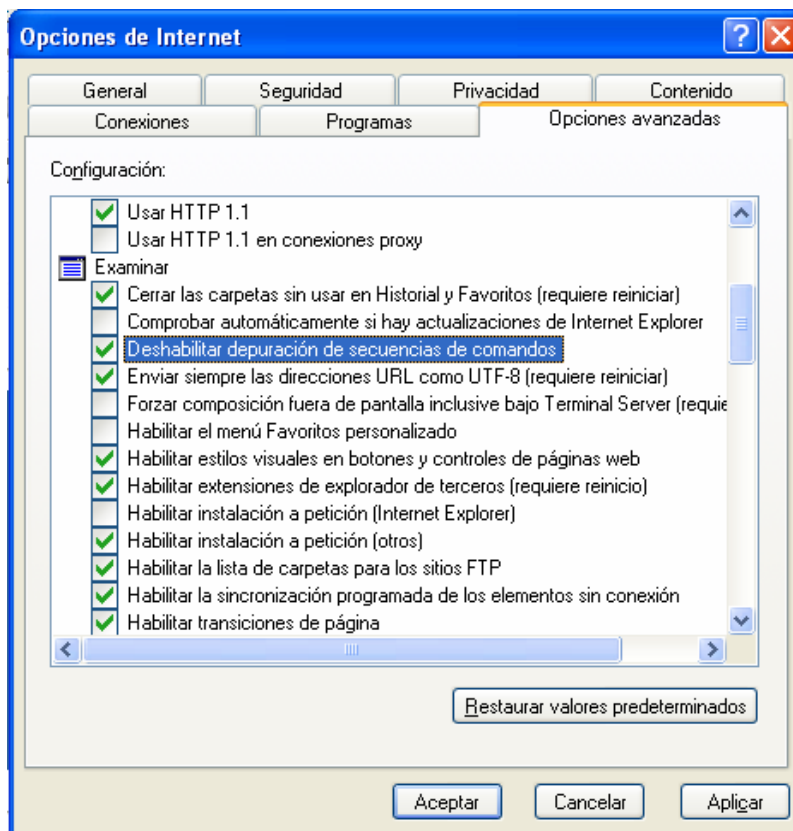 Opciones de Internet
General Seguridad Privacidad Contenido
Conexiones Programas Opciones avanzadas
Configuración:
Usar HTTP 1.1
Usar HTTP 1.1 en conexiones proxy
Examinar
Cerrar las carpetas sin usar en Historial y Favoritos (requiere reiniciar)
Comprobar automáticamente si hay actualizaciones de Internet Explorer
Deshabilitar depuración de secuencias de comandos
Enviar siempre las direcciones URL como UTF-8 (requiere reiniciar)
Forzar composición fuera de pantalla inclusive bajo Terminal Server (requie
Habilitar el menú Favoritos personalizado
Habilitar estilos visuales en botones y controles de páginas web
Habilitar extensiones de explorador de terceros (requiere reinicio)
Habilitar instalación a petición (Internet Explorer)
Habilitar instalación a petición (otros)
Habilitar la lista de carpetas para los sitios FTP
Habilitar la sincronización programada de los elementos sin conexión
Habilitar transiciones de página
Restaurar valores predeterminados
Aceptar Cancelar Aplicar